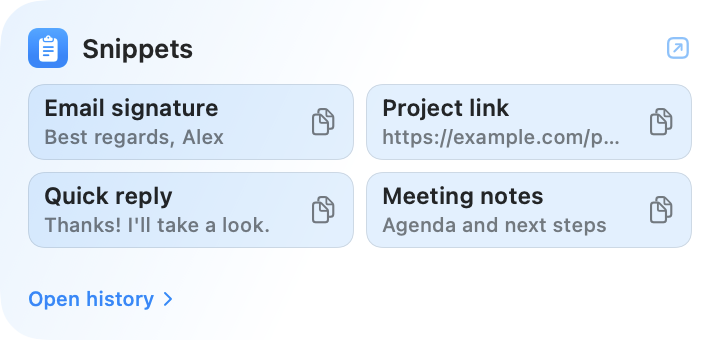 Snippets
Email signature
Best regards, Alex
Project link
https://example.com/p...
Quick reply
Thanks! I'll take a look.
Meeting notes
Agenda and next steps
Open history